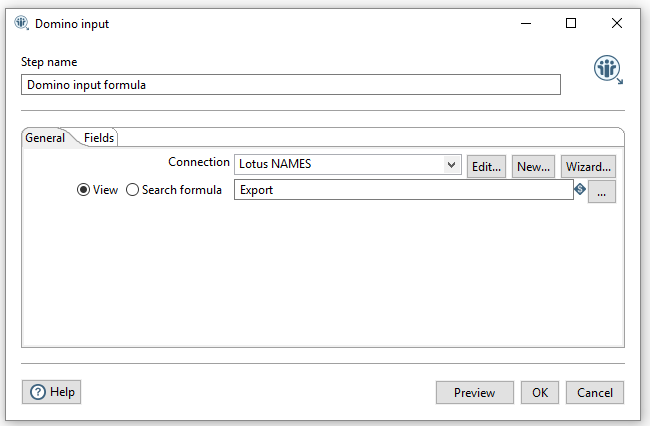 Domino input
Step name
Domino input formula
General Fields
Connection Lotus NAMES Edit... New... Wizard...
View Search formula Export ...
Help Preview OK Cancel